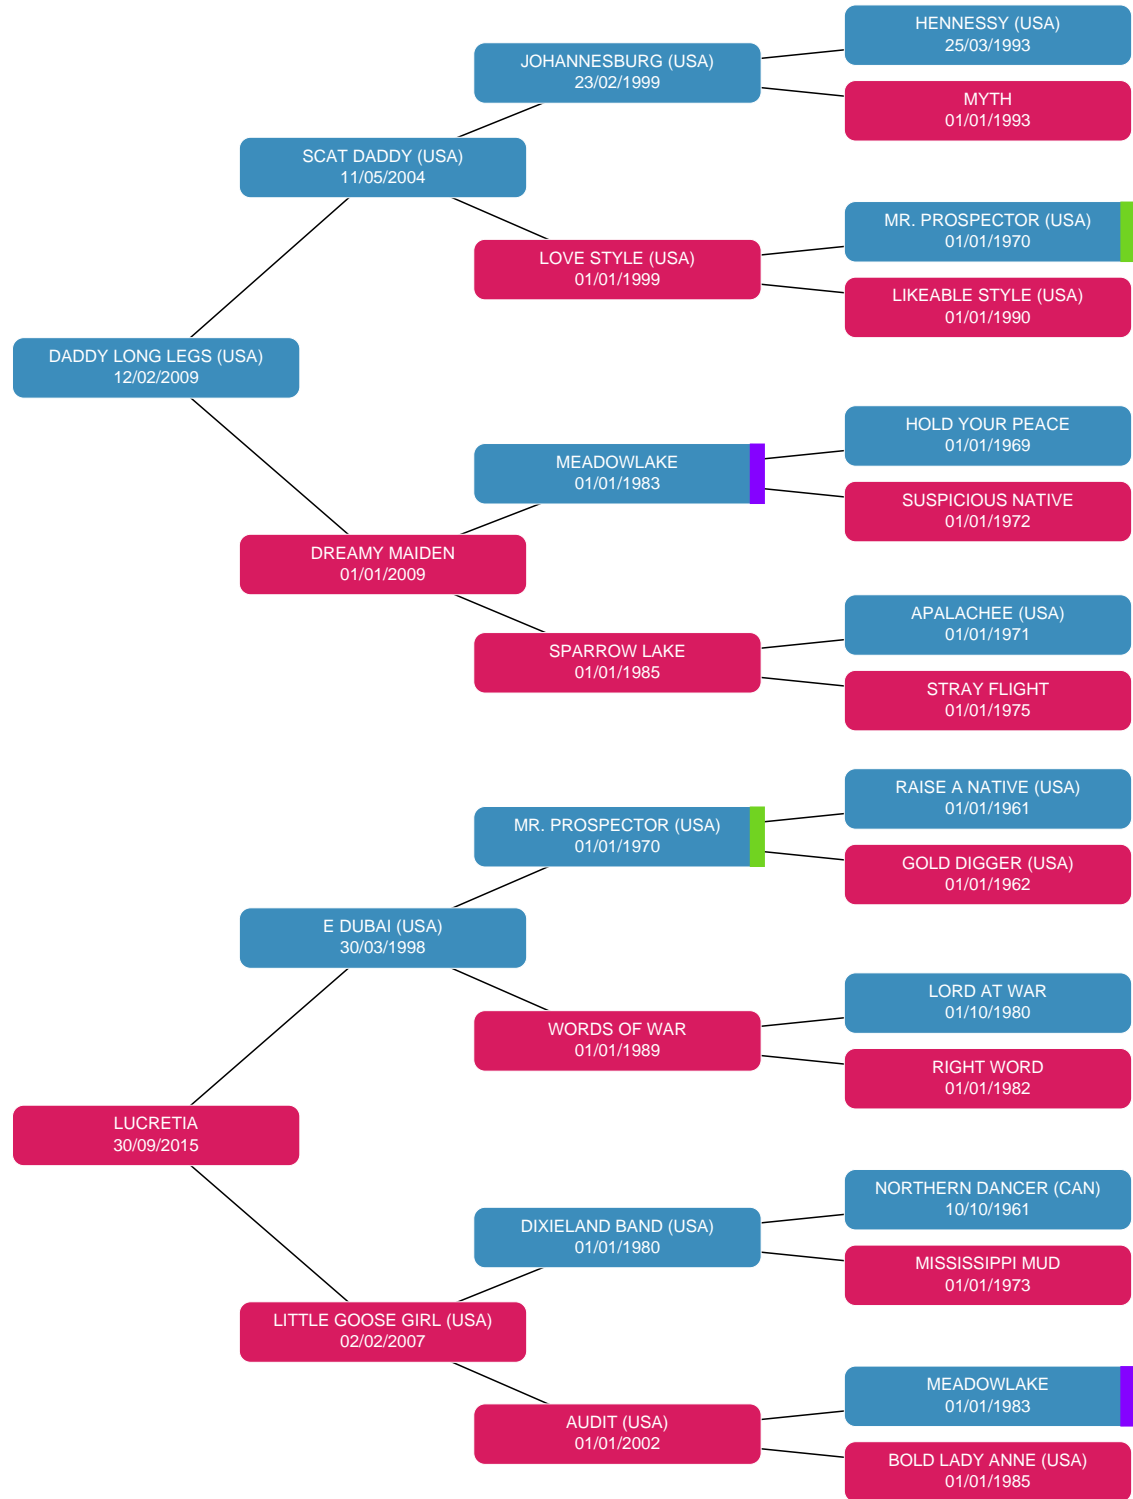 HENNESSY (USA)
25/03/1993
JOHANNESBURG (USA)
23/02/1999
MYTH
01/01/1993
SCAT DADDY (USA)
11/05/2004
MR. PROSPECTOR (USA)
01/01/1970
LOVE STYLE (USA)
01/01/1999
LIKEABLE STYLE (USA)
01/01/1990
DADDY LONG LEGS (USA)
12/02/2009
HOLD YOUR PEACE
01/01/1969
MEADOWLAKE
01/01/1983
SUSPICIOUS NATIVE
01/01/1972
DREAMY MAIDEN
01/01/2009
APALACHEE (USA)
01/01/1971
SPARROW LAKE
01/01/1985
STRAY FLIGHT
01/01/1975
RAISE A NATIVE (USA)
01/01/1961
MR. PROSPECTOR (USA)
01/01/1970
GOLD DIGGER (USA)
01/01/1962
E DUBAI (USA)
30/03/1998
LORD AT WAR
01/10/1980
WORDS OF WAR
01/01/1989
RIGHT WORD
01/01/1982
LUCRETIA
30/09/2015
NORTHERN DANCER (CAN)
10/10/1961
DIXIELAND BAND (USA)
01/01/1980
MISSISSIPPI MUD
01/01/1973
LITTLE GOOSE GIRL (USA)
02/02/2007
MEADOWLAKE
01/01/1983
AUDIT (USA)
01/01/2002
BOLD LADY ANNE (USA)
01/01/1985